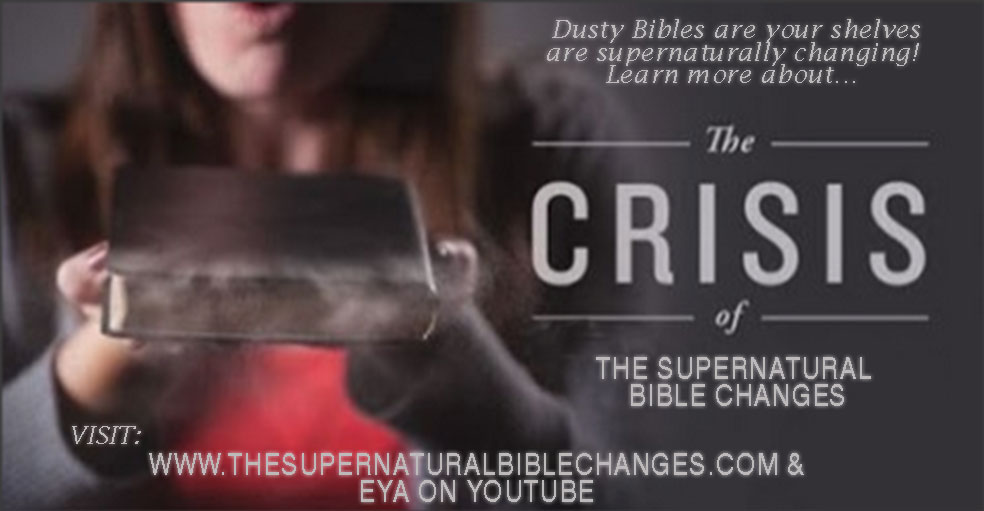 Dusty Bibles are your shelves
are supernaturally changing!
Learn more about...
The
CRISIS
of
THE SUPERNATURAL
BIBLE CHANGES
VISIT:
WWW.THESUPERNATURALBIBLECHANGES.COM &
EYA ON YOUTUBE